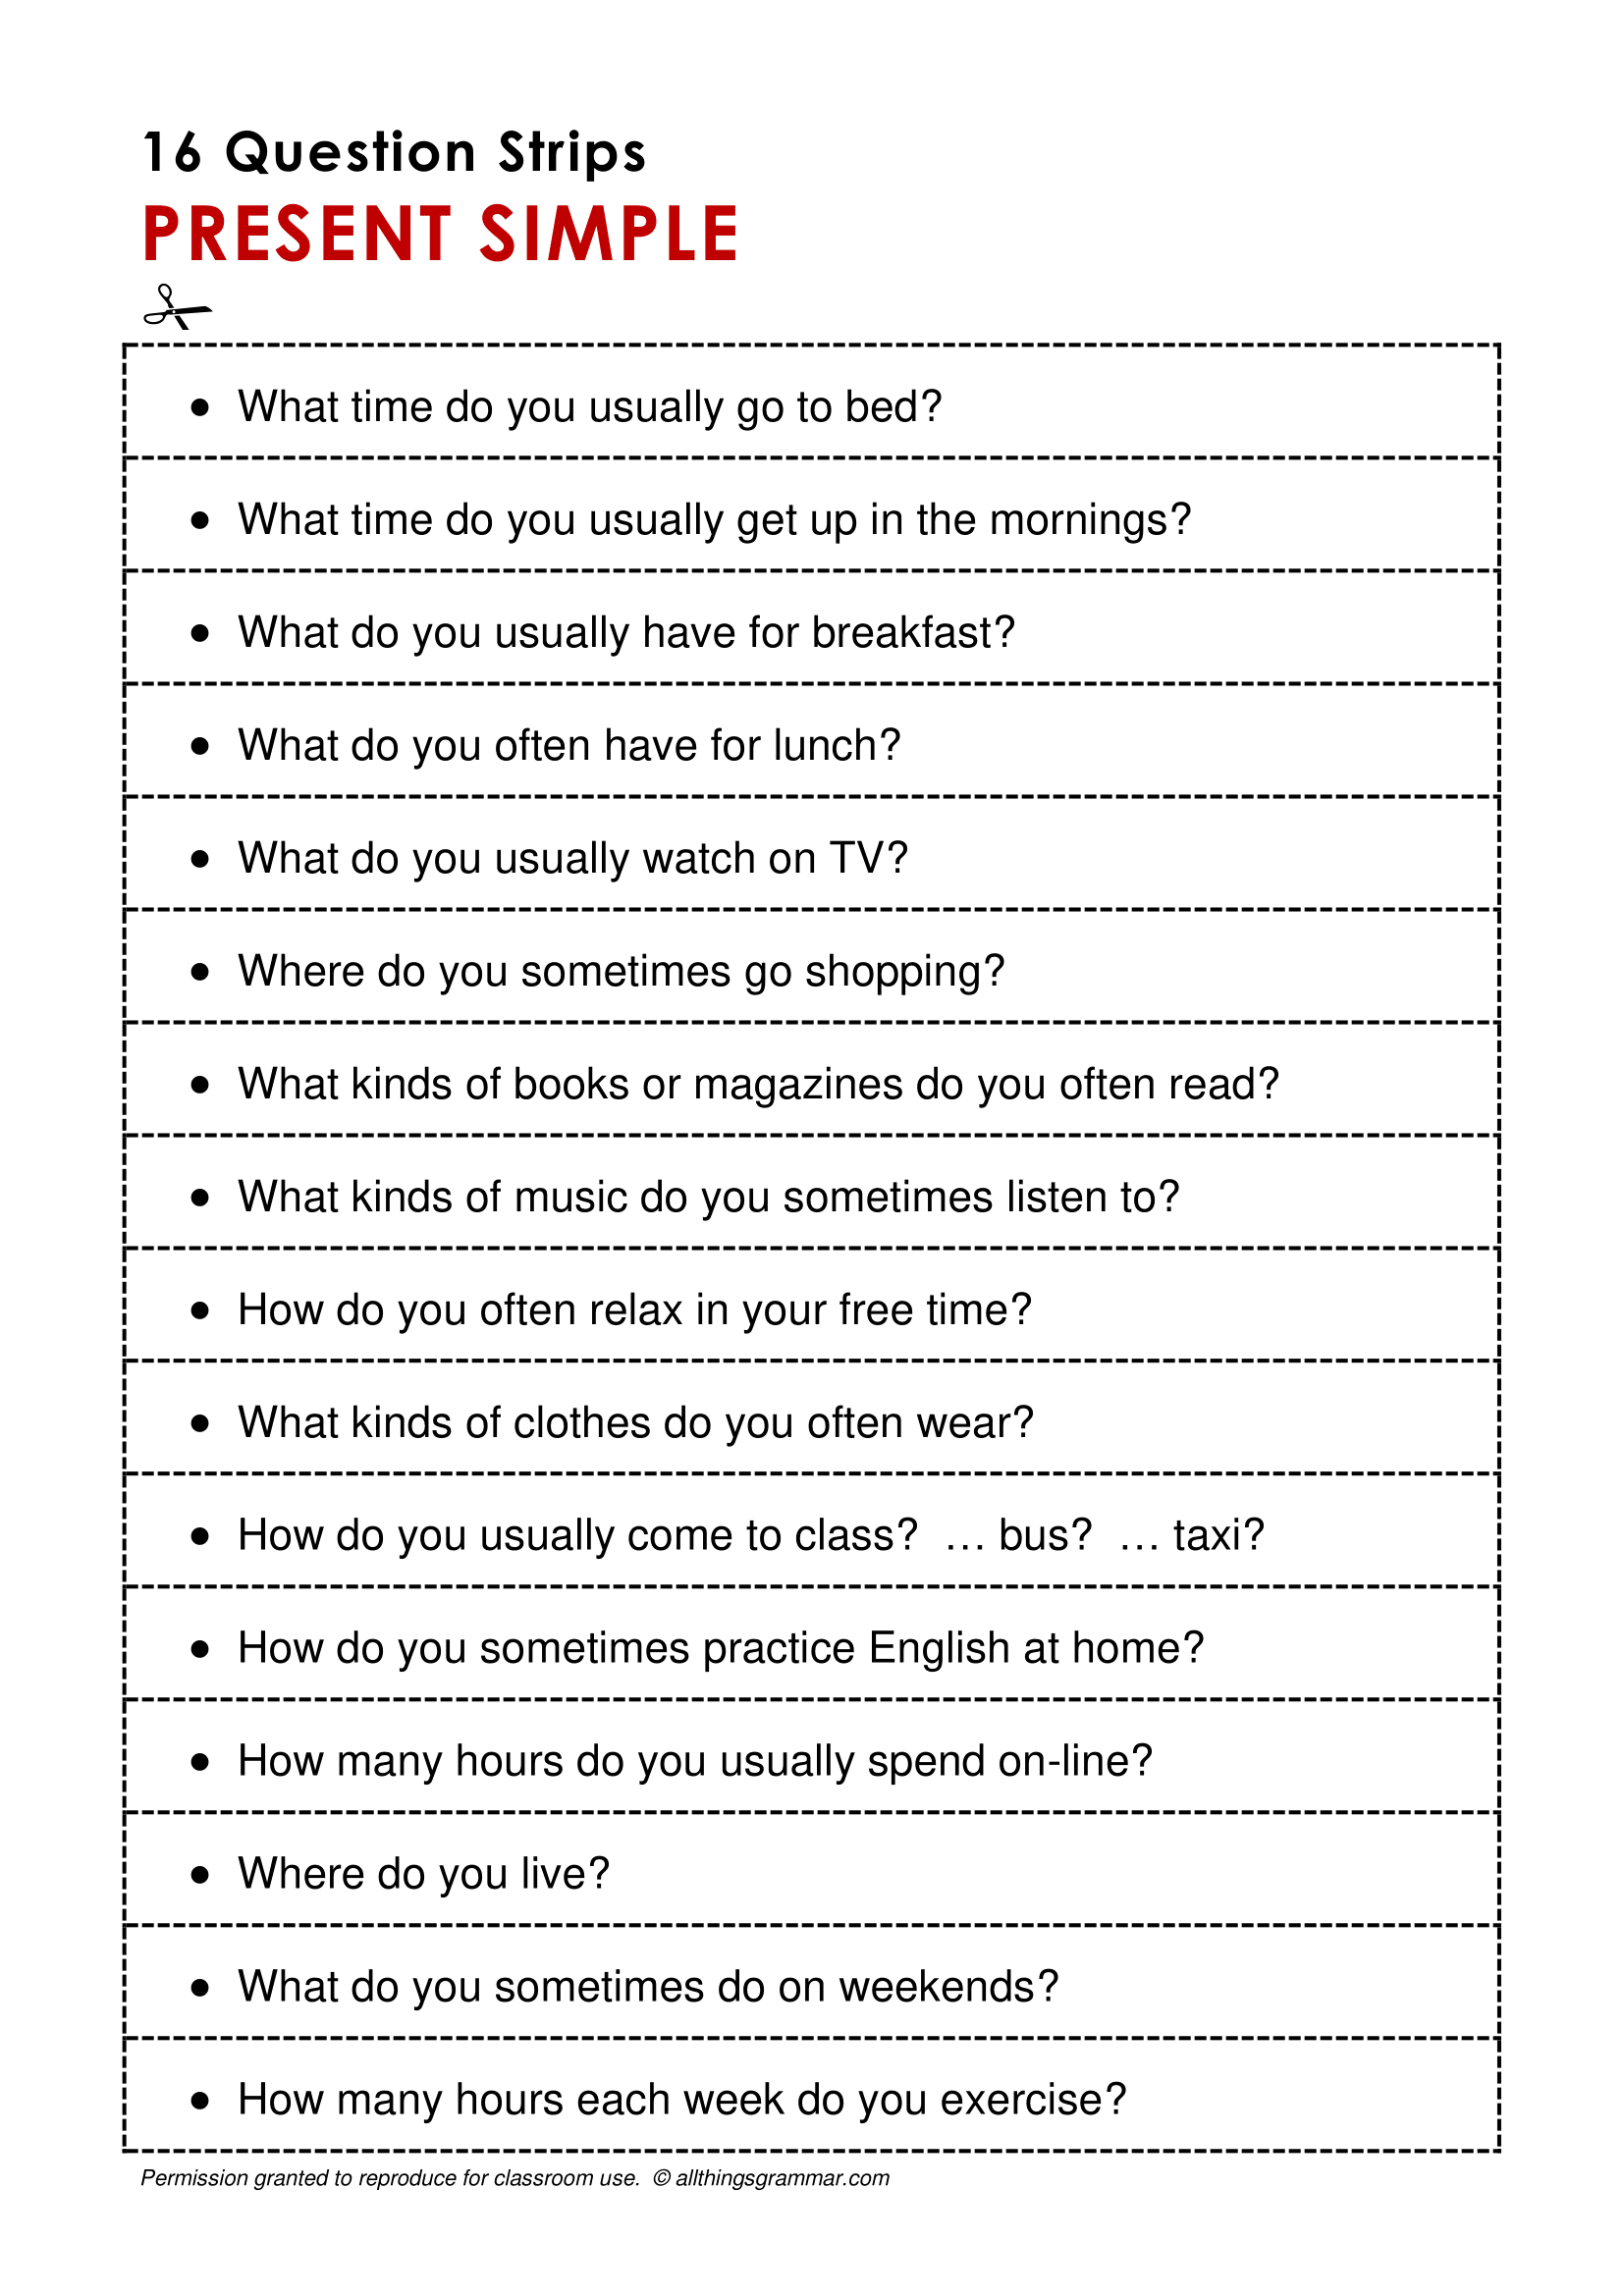 16 Question Strips
PRESENT SIMPLE
● What time do you usually go to bed?
● What time do you usually get up in the mornings?
● What do you usually have for breakfast?
● What do you often have for lunch?
● What do you usually watch on TV?
● Where do you sometimes go shopping?
● What kinds of books or magazines do you often read?
● What kinds of music do you sometimes listen to?
● How do you often relax in your free time?
● What kinds of clothes do you often wear?
● How do you usually come to class?  … bus?  … taxi?
● How do you sometimes practice English at home?
● How many hours do you usually spend on-line?
● Where do you live?
● What do you sometimes do on weekends?
● How many hours each week do you exercise?
Permission granted to reproduce for classroom use.  © allthingsgrammar.com